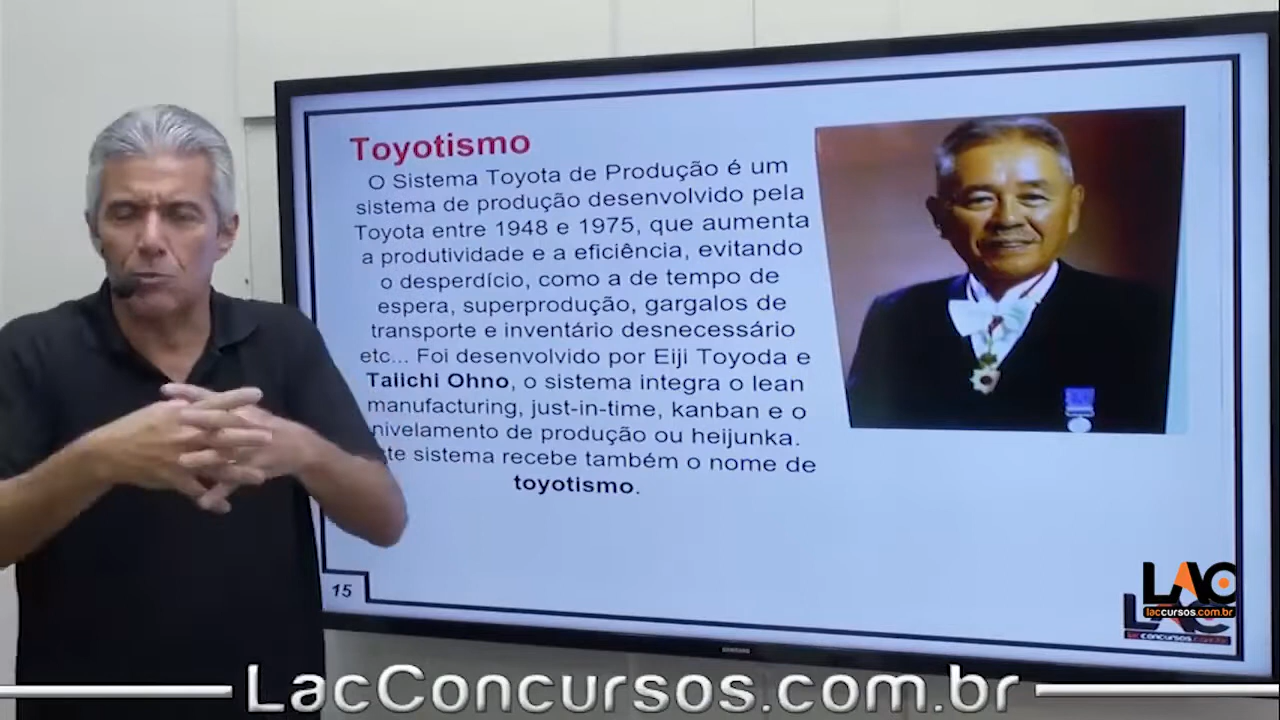 Toyotismo
O Sistema Toyota de Produção é um
sistema de produção desenvolvido pela
Toyota entre 1948 e 1975, que aumenta
a produtividade e a eficiência, evitando
o desperdício, como a de tempo de
espera, superprodução, gargalos de
transporte e inventário desnecessário
etc... Foi desenvolvido por Eiji Toyoda e
Taiichi Ohno, o sistema integra o lean
manufacturing, just-in-time, kanban e o
nivelamento de produção ou heijunka.
sistema recebe também o nome de
toyotismo.
15
LAC
laccursos.com.br
LAC
SAMSUNG
LacConcursos.com.br